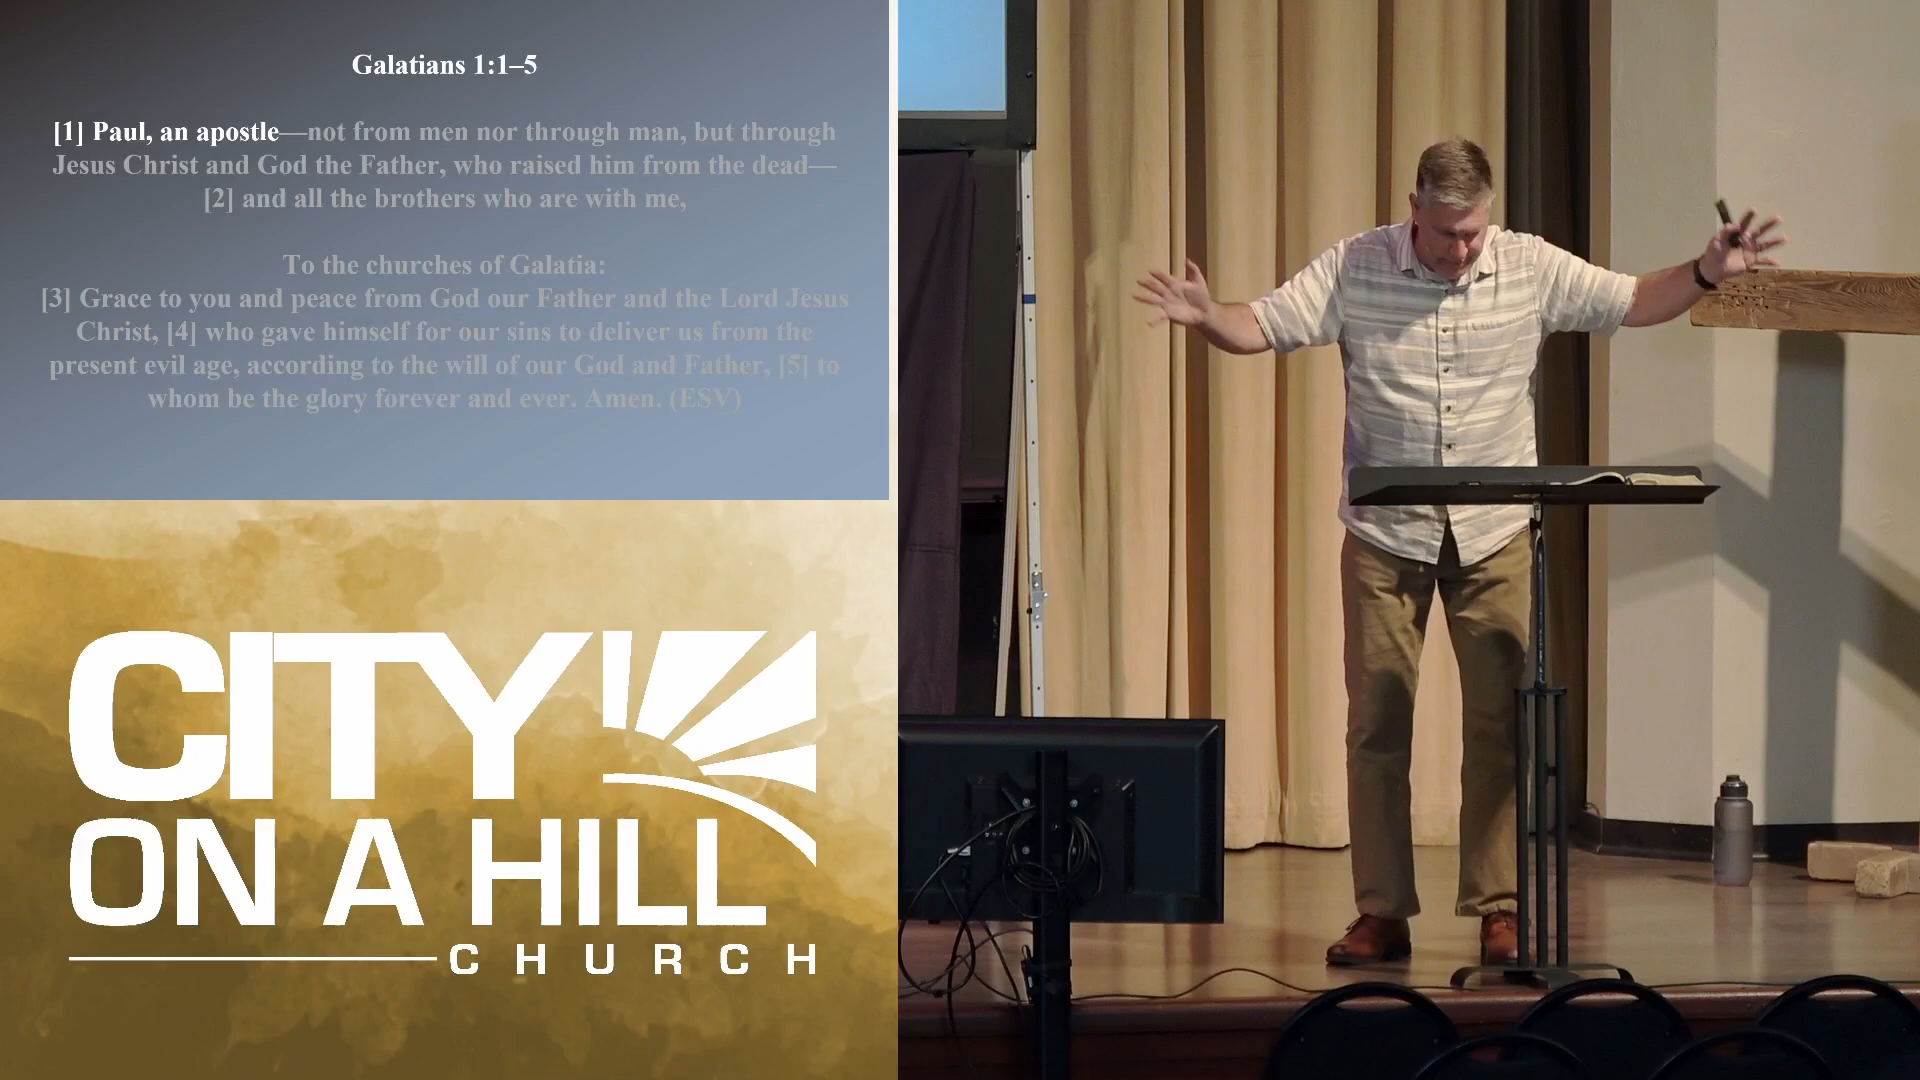 Galatians 1:1–5
[1] Paul, an apostle—not from men nor through man, but through
Jesus Christ and God the Father, who raised him from the dead—
[2] and all the brothers who are with me,
To the churches of Galatia:
[3] Grace to you and peace from God our Father and the Lord Jesus
Christ, [4] who gave himself for our sins to deliver us from the
present evil age, according to the will of our God and Father, [5] to
whom be the glory forever and ever. Amen. (ESV)
CITY
ON A HILL
CHURCH